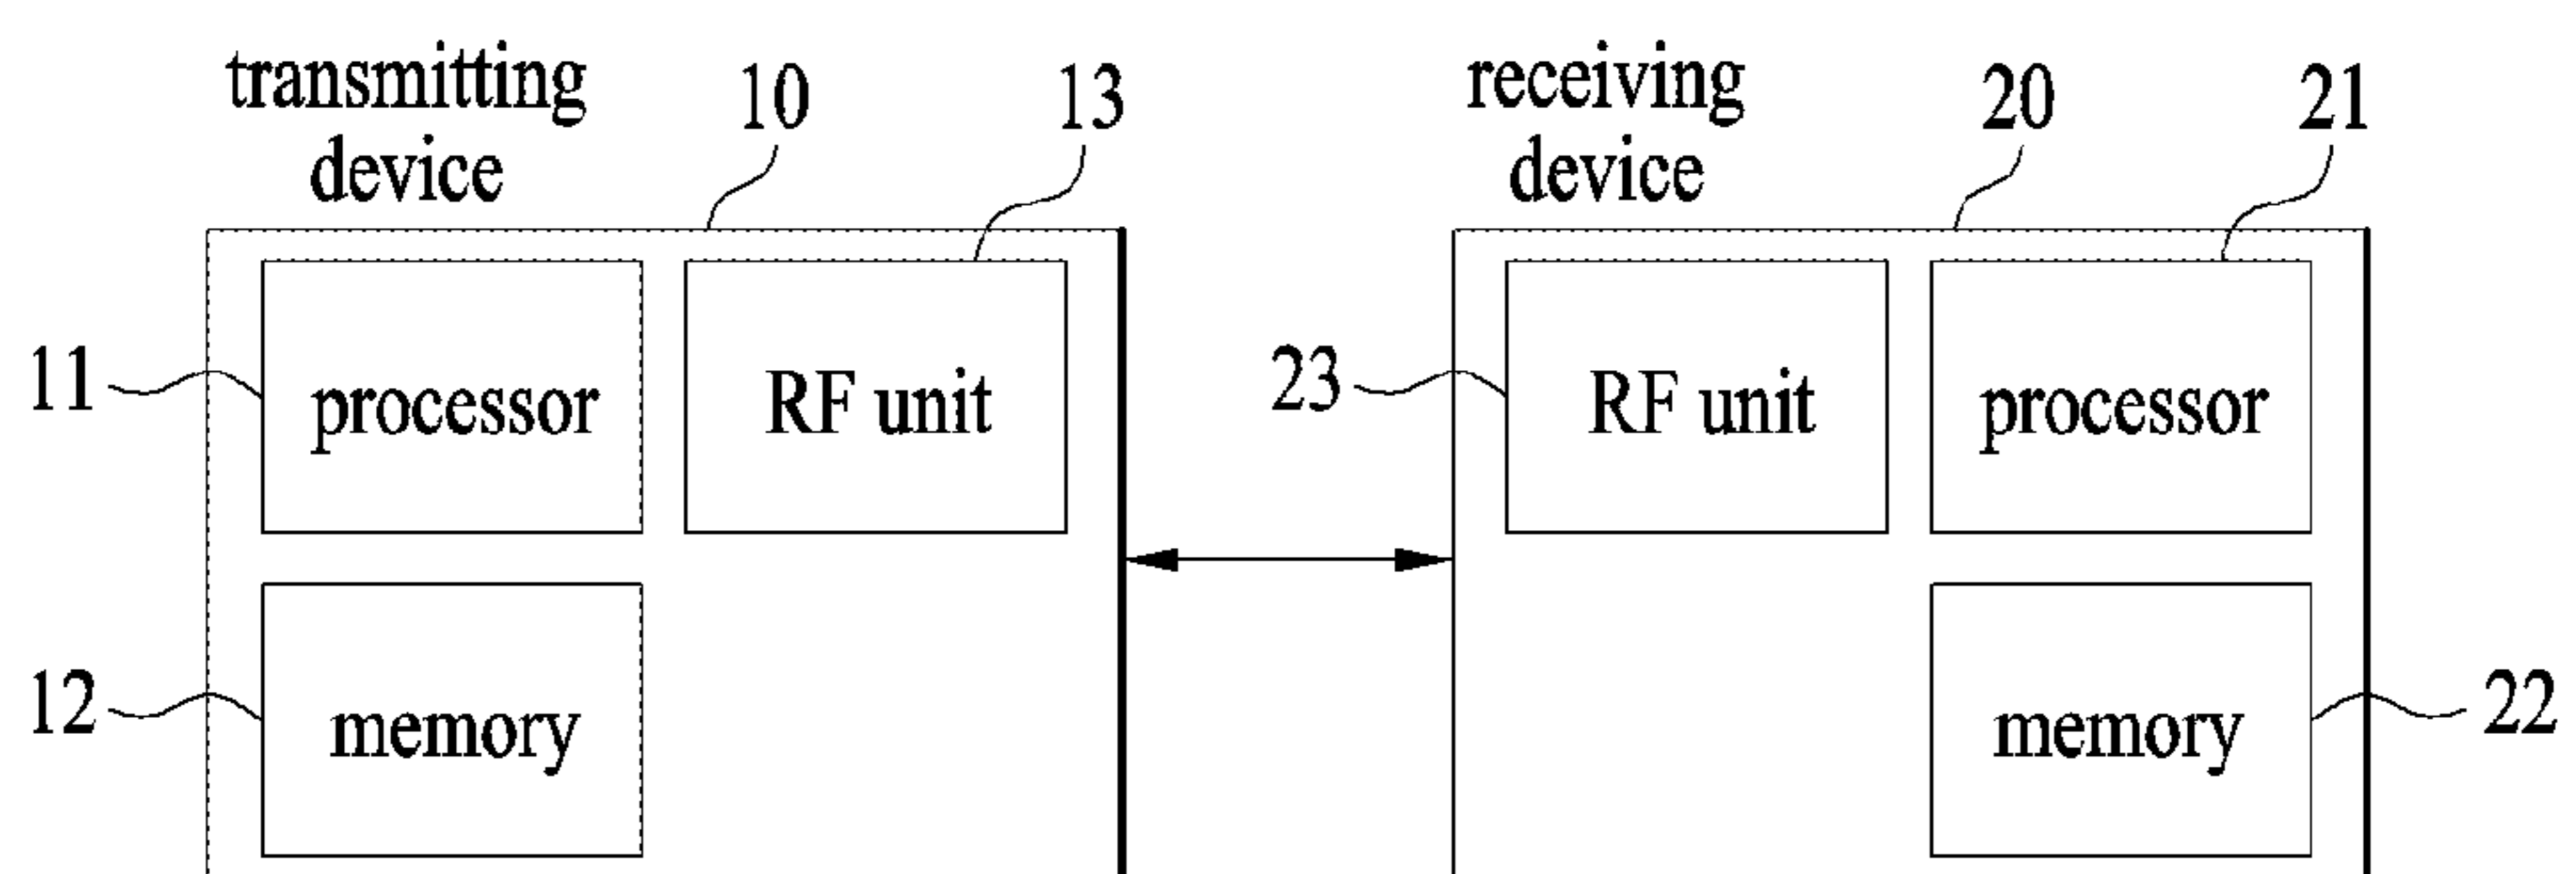 transmitting
device
10
13
receiving
device
20
21
11
processor
RF unit
23
RF unit
processor
12
memory
memory
22